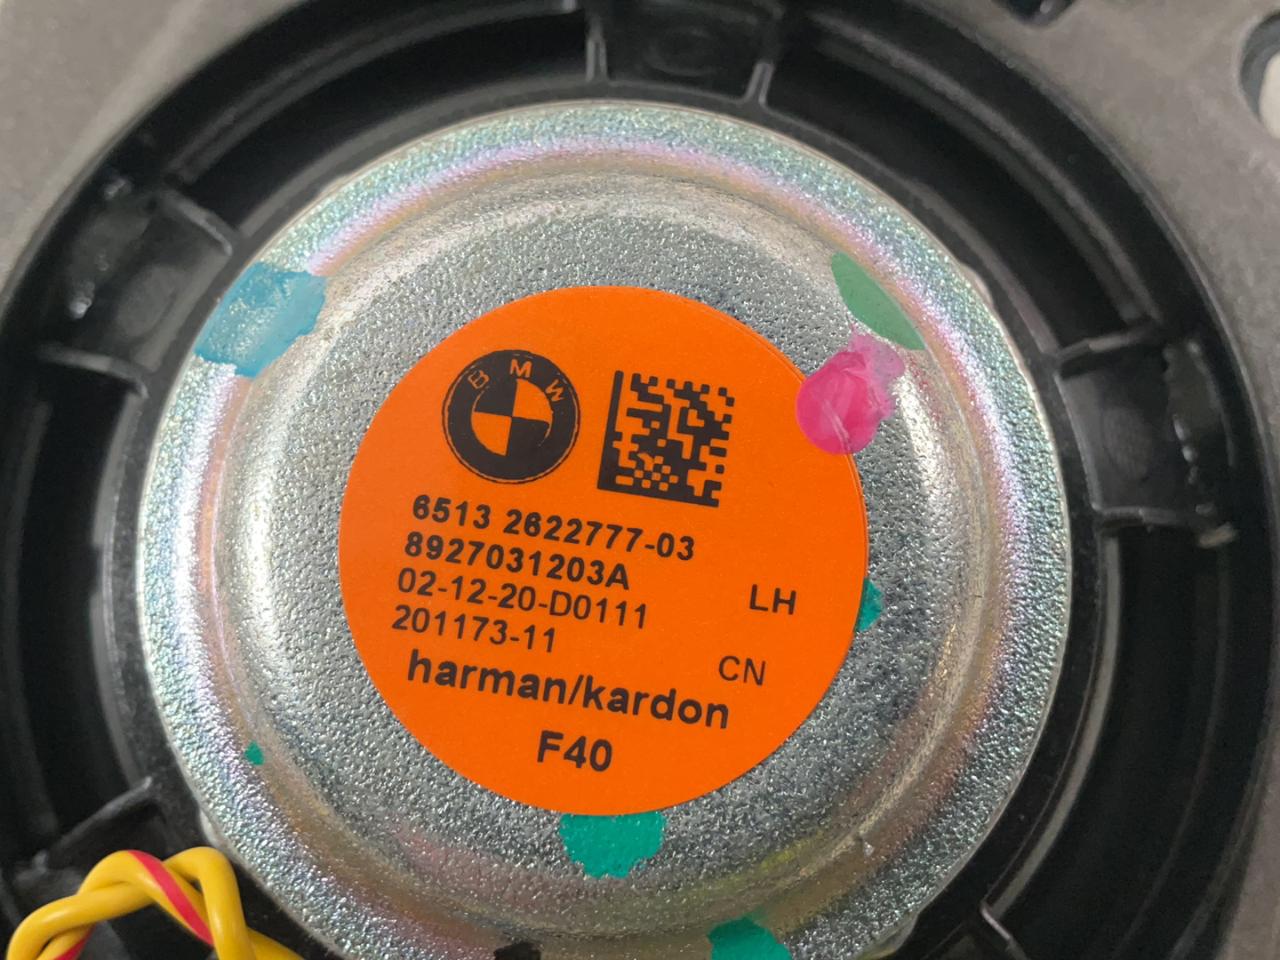 BMW
6513 2622777-03
8927031203A
02-12-20-D0111 LH
201173-11
CN
harman/kardon
F40